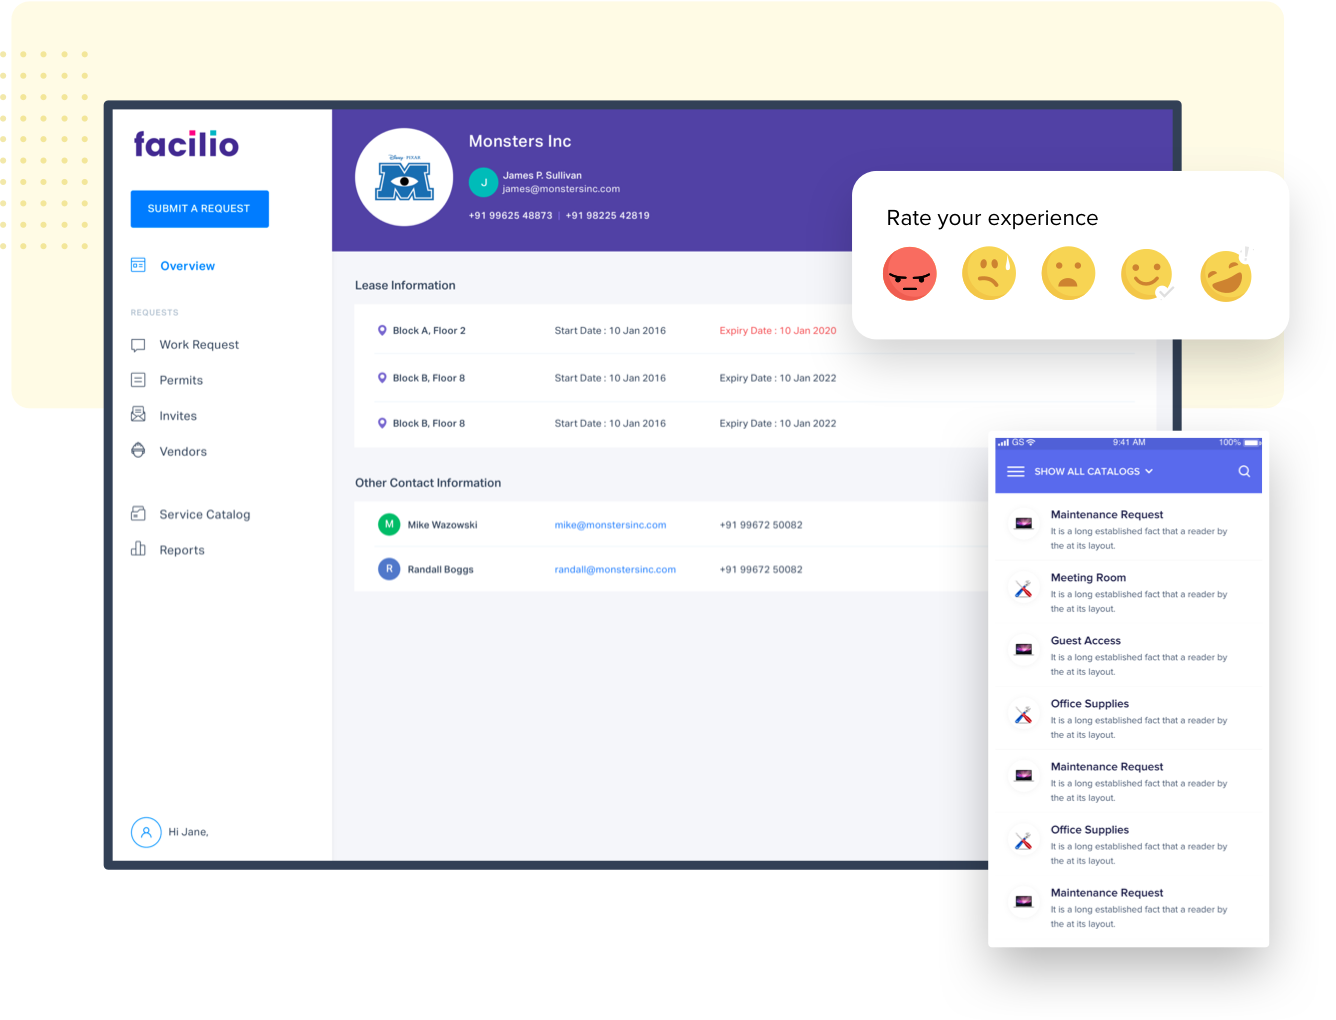 facilio
SUBMIT A REQUEST
Overview
REQUESTS
Work Request
Permits
Invites
Vendors
Service Catalog
Reports
Hi Jane,
Disney PIXAR
Monsters Inc
J
James P. Sullivan
james@monstersinc.com
+91 99625 48873 | +91 98225 42819
Lease Information
Block A, Floor 2 Start Date : 10 Jan 2016 Expiry Date : 10 Jan 2020
Block B, Floor 8 Start Date : 10 Jan 2016 Expiry Date : 10 Jan 2022
Block B, Floor 8 Start Date : 10 Jan 2016 Expiry Date : 10 Jan 2022
Other Contact Information
M Mike Wazowski mike@monstersinc.com +91 99672 50082
R Randall Boggs randall@monstersinc.com +91 99672 50082
Rate your experience
GS 9:41 AM 100%
SHOW ALL CATALOGS
Maintenance Request
It is a long established fact that a reader by
the at its layout.
Meeting Room
It is a long established fact that a reader by
the at its layout.
Guest Access
It is a long established fact that a reader by
the at its layout.
Office Supplies
It is a long established fact that a reader by
the at its layout.
Maintenance Request
It is a long established fact that a reader by
the at its layout.
Office Supplies
It is a long established fact that a reader by
the at its layout.
Maintenance Request
It is a long established fact that a reader by
the at its layout.